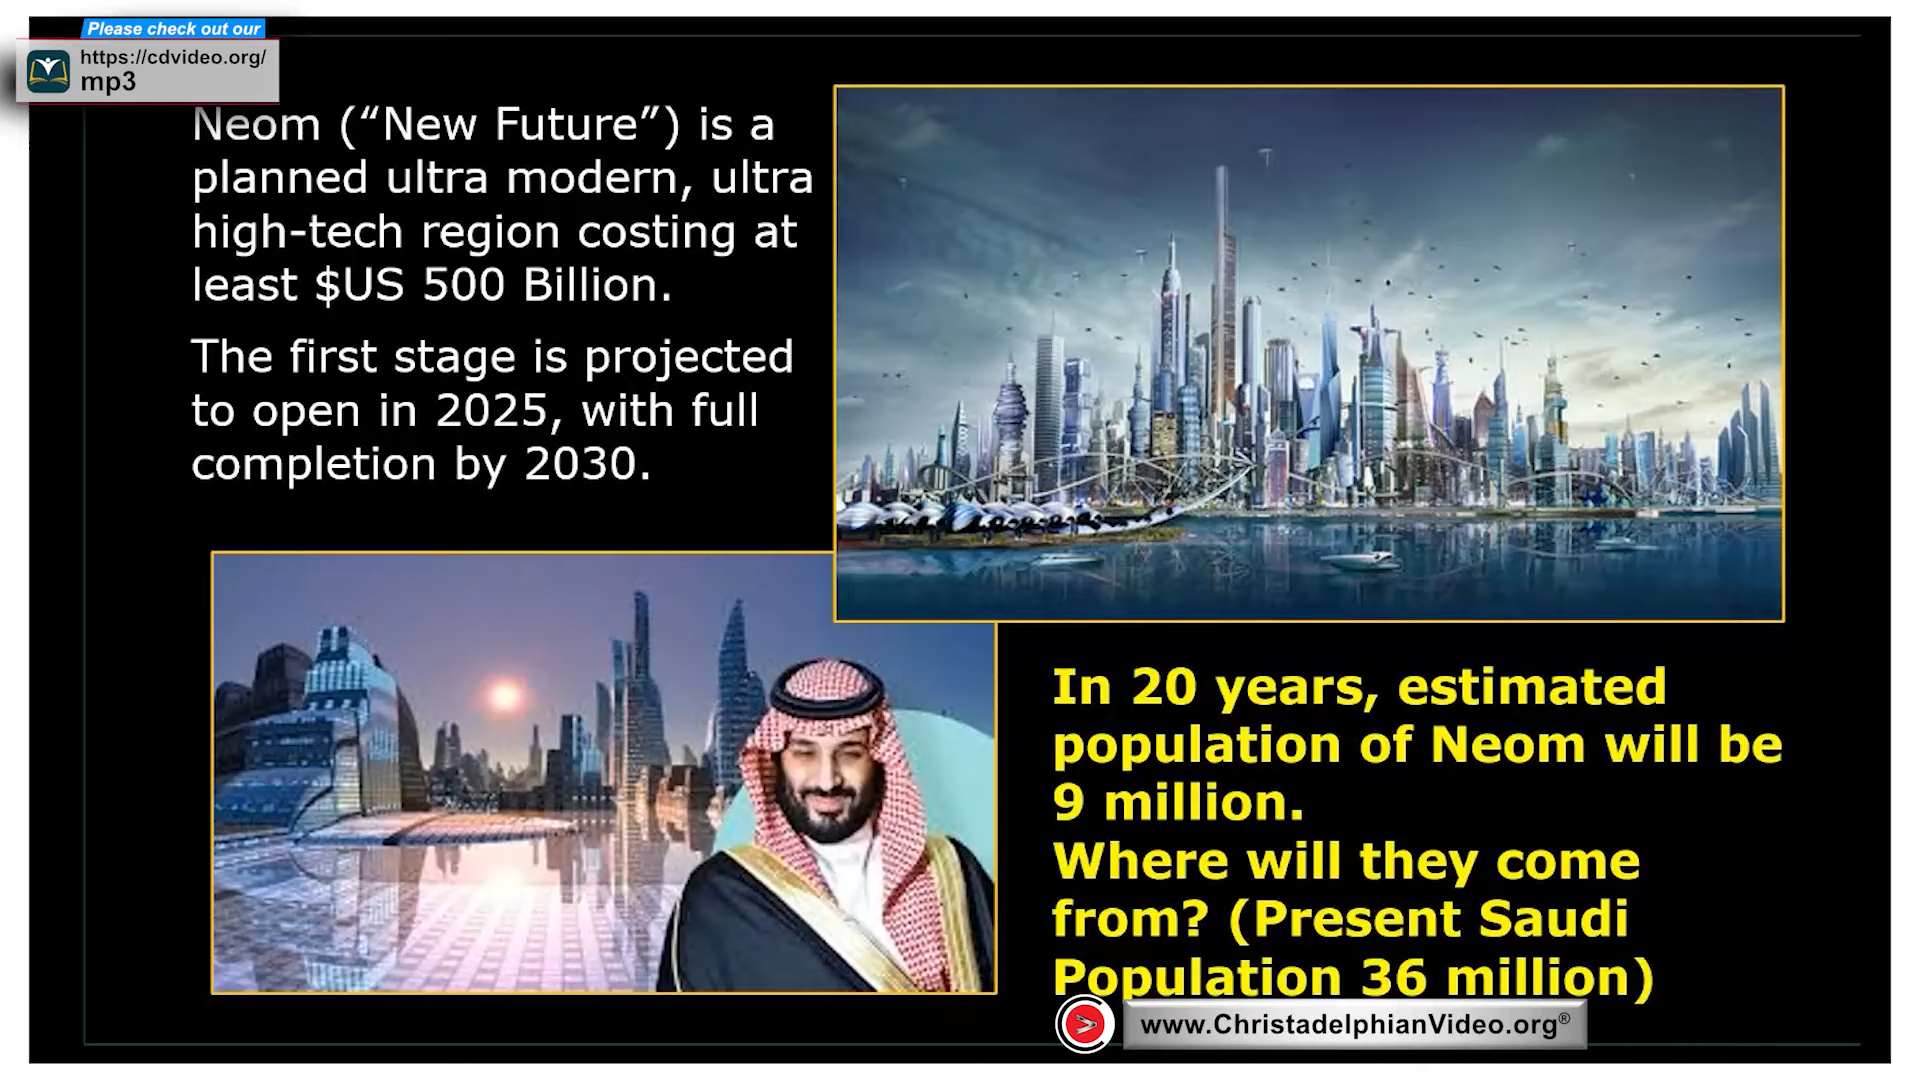 Please check out our
https://cdvideo.org/
mp3
Neom (“New Future”) is a
planned ultra modern, ultra
high-tech region costing at
least $US 500 Billion.
The first stage is projected
to open in 2025, with full
completion by 2030.
In 20 years, estimated
population of Neom will be
9 million.
Where will they come
from? (Present Saudi
Population 36 million)
www.ChristadelphianVideo.org®